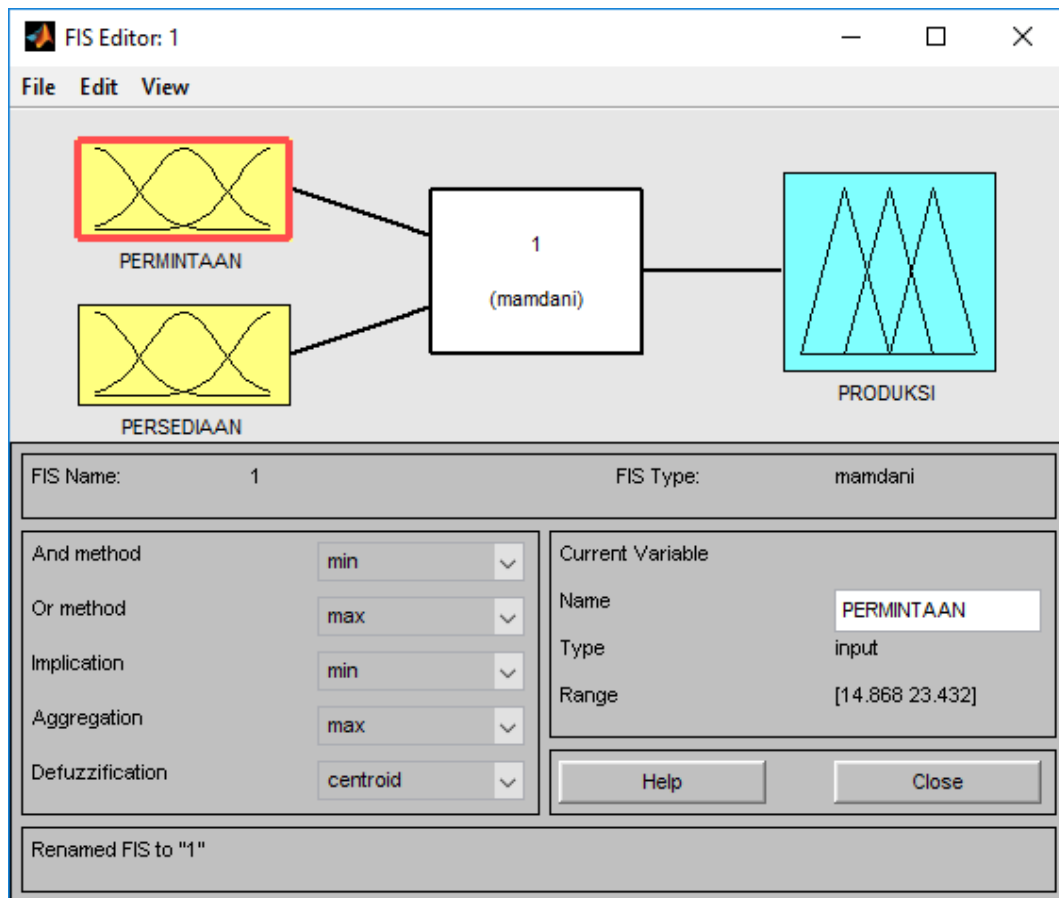 FIS Editor: 1
File Edit View
PERMINTAAN
1
(mamdani)
PERSEDIAAN
PRODUKSI
FIS Name: 1 FIS Type: mamdani
And method min
Or method max
Implication min
Aggregation max
Defuzzification centroid
Current Variable
Name PERMINTAAN
Type input
Range [14.868 23.432]
Help Close
Renamed FIS to "1"